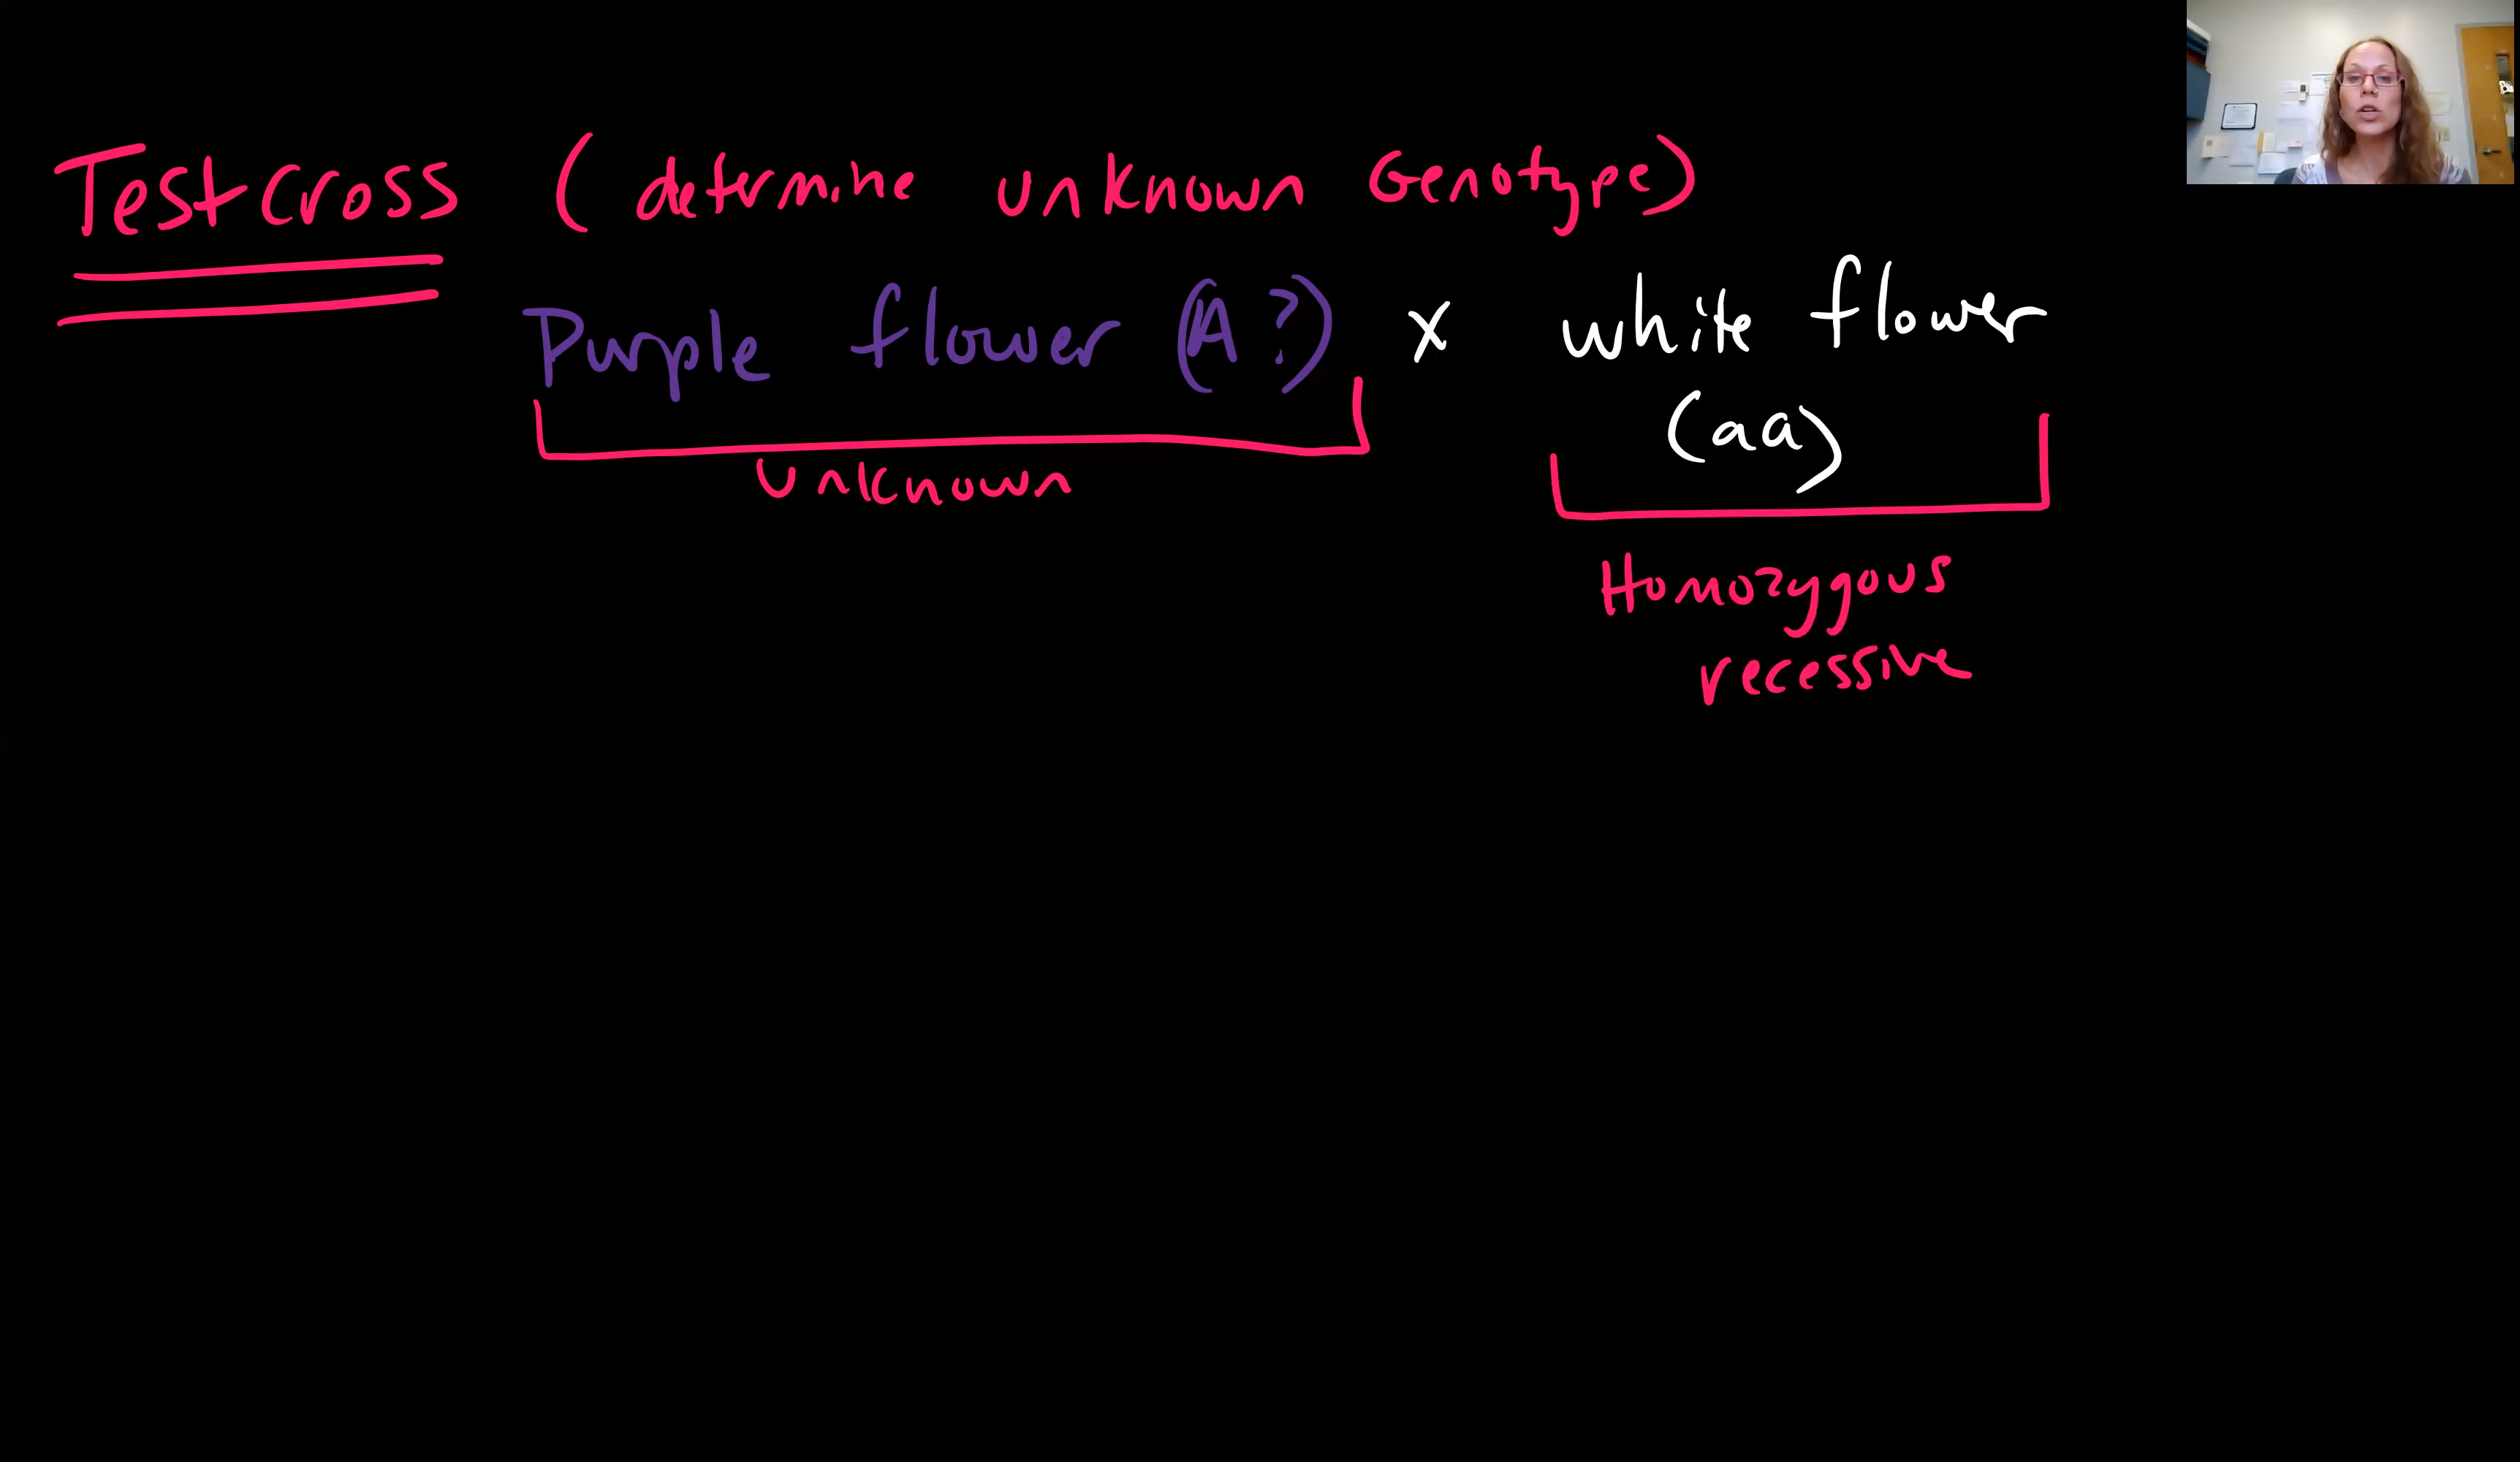 Testcross (determine unknown Genotype)
Purple flower (A?) x white flower
(aa)
unknown
Homozygous
recessive